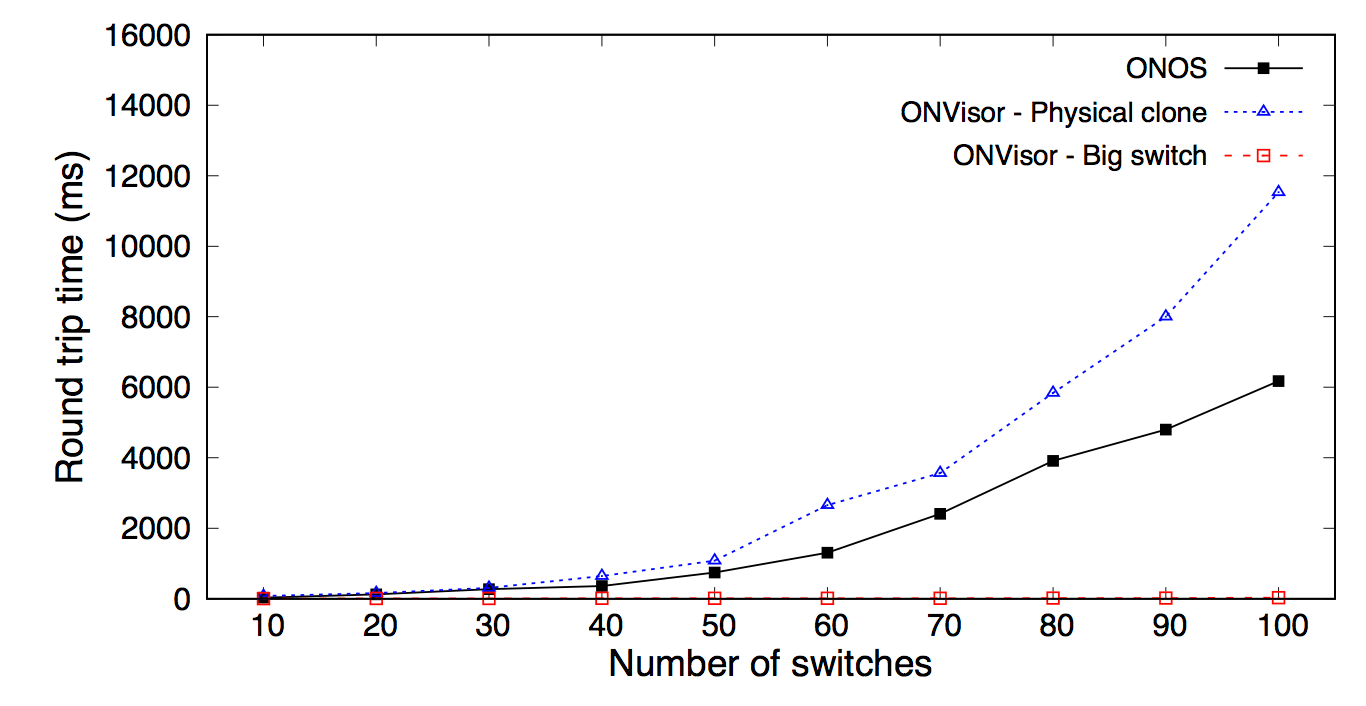 16000
14000
12000
10000
8000
6000
4000
2000
0
Round trip time (ms)
ONOS
ONVisor - Physical clone
ONVisor - Big switch
10 20 30 40 50 60 70 80 90 100
Number of switches